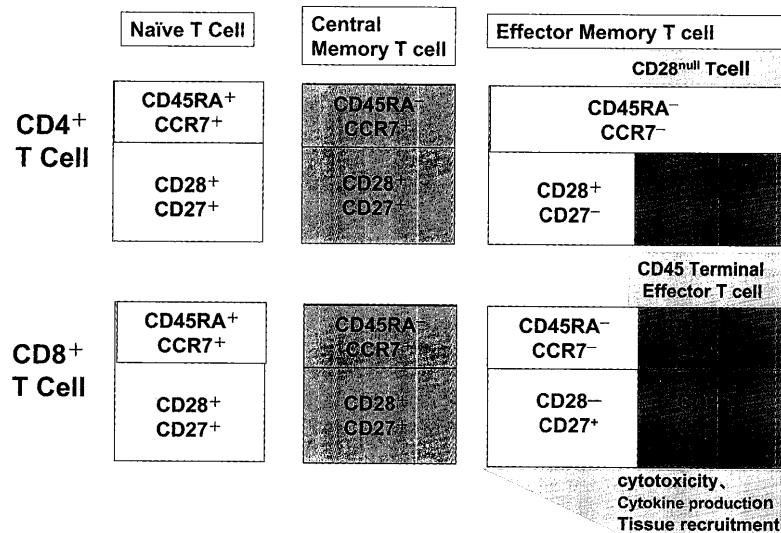 Naïve T Cell
Central
Memory T cell
Effector Memory T cell
CD28null Tcell
CD4+
T Cell
CD45RA+
CCR7+
CD28+
CD27+
CD45RA−
CCR7+
CD28+
CD27+
CD45RA−
CCR7−
CD28+
CD27−
CD45 Terminal
Effector T cell
CD8+
T Cell
CD45RA+
CCR7+
CD28+
CD27+
CD45RA−
CCR7+
CD28+
CD27+
CD45RA−
CCR7−
CD28−
CD27+
cytotoxicity、
Cytokine production
Tissue recruitment